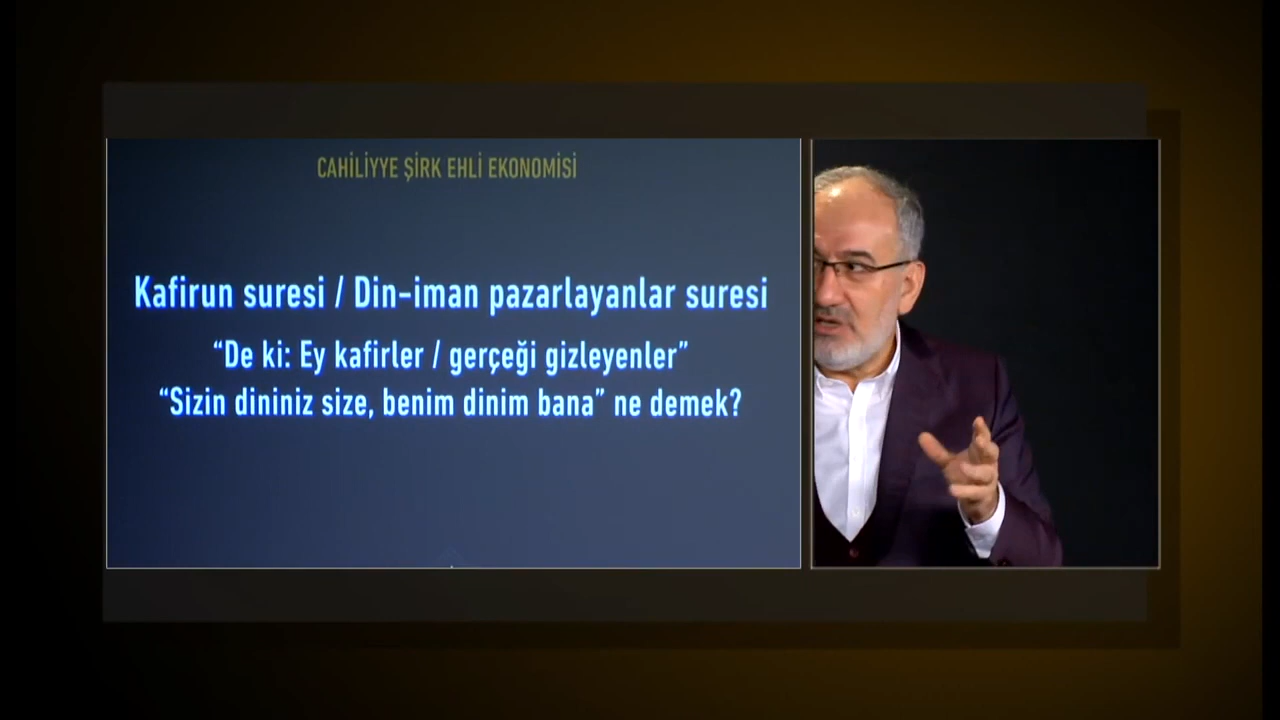 CAHİLİYYE ŞİRK EHLİ EKONOMİSİ
Kafirun suresi / Din-iman pazarlayanlar suresi
“De ki: Ey kafirler / gerçeği gizleyenler”
“Sizin dininiz size, benim dinim bana” ne demek?